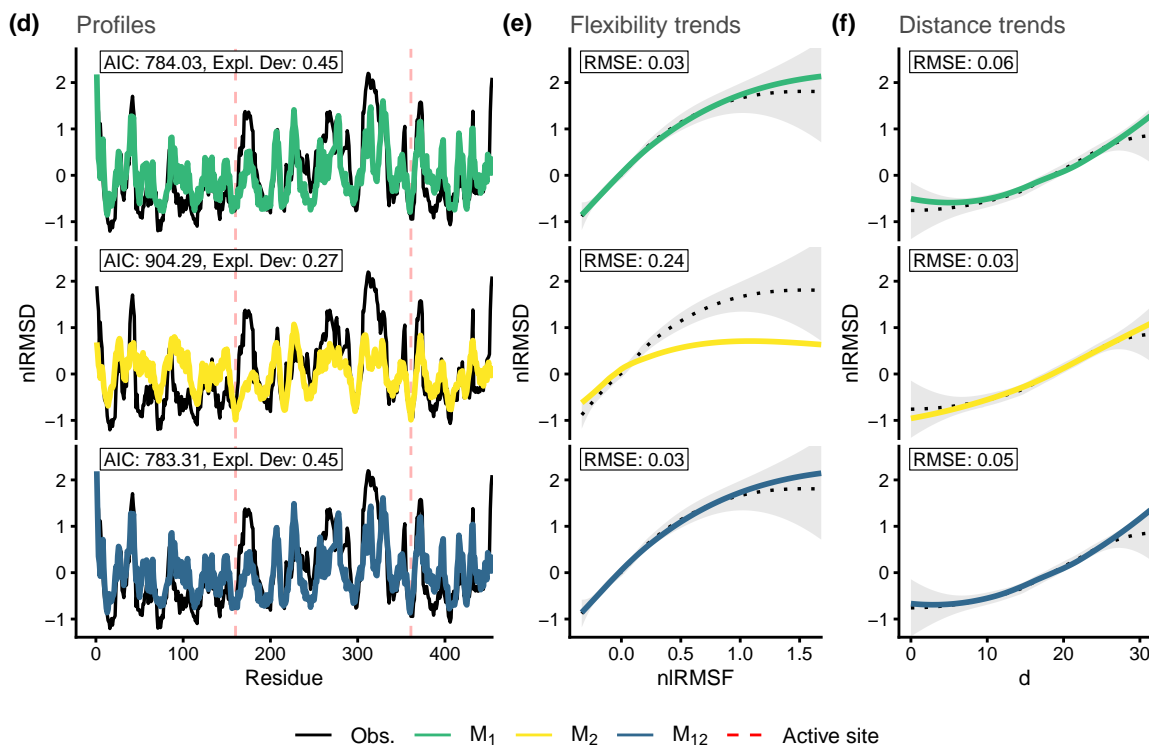 (d) Profiles (e) Flexibility trends (f) Distance trends
AIC: 784.03, Expl. Dev: 0.45
RMSE: 0.03
RMSE: 0.06
2
1
0
−1
2
1
0
−1
AIC: 904.29, Expl. Dev: 0.27
RMSE: 0.24
RMSE: 0.03
nlRMSD
nlRMSD
nlRMSD
2
1
0
−1
2
1
0
−1
2
1
0
−1
AIC: 783.31, Expl. Dev: 0.45
RMSE: 0.03
RMSE: 0.05
2
1
0
−1
2
1
0
−1
2
1
0
−1
2
1
0
−1
0 100 200 300 400
0.0 0.5 1.0 1.5
0 10 20 30
Residue
nlRMSF
d
Obs. M1 M2 M12 Active site